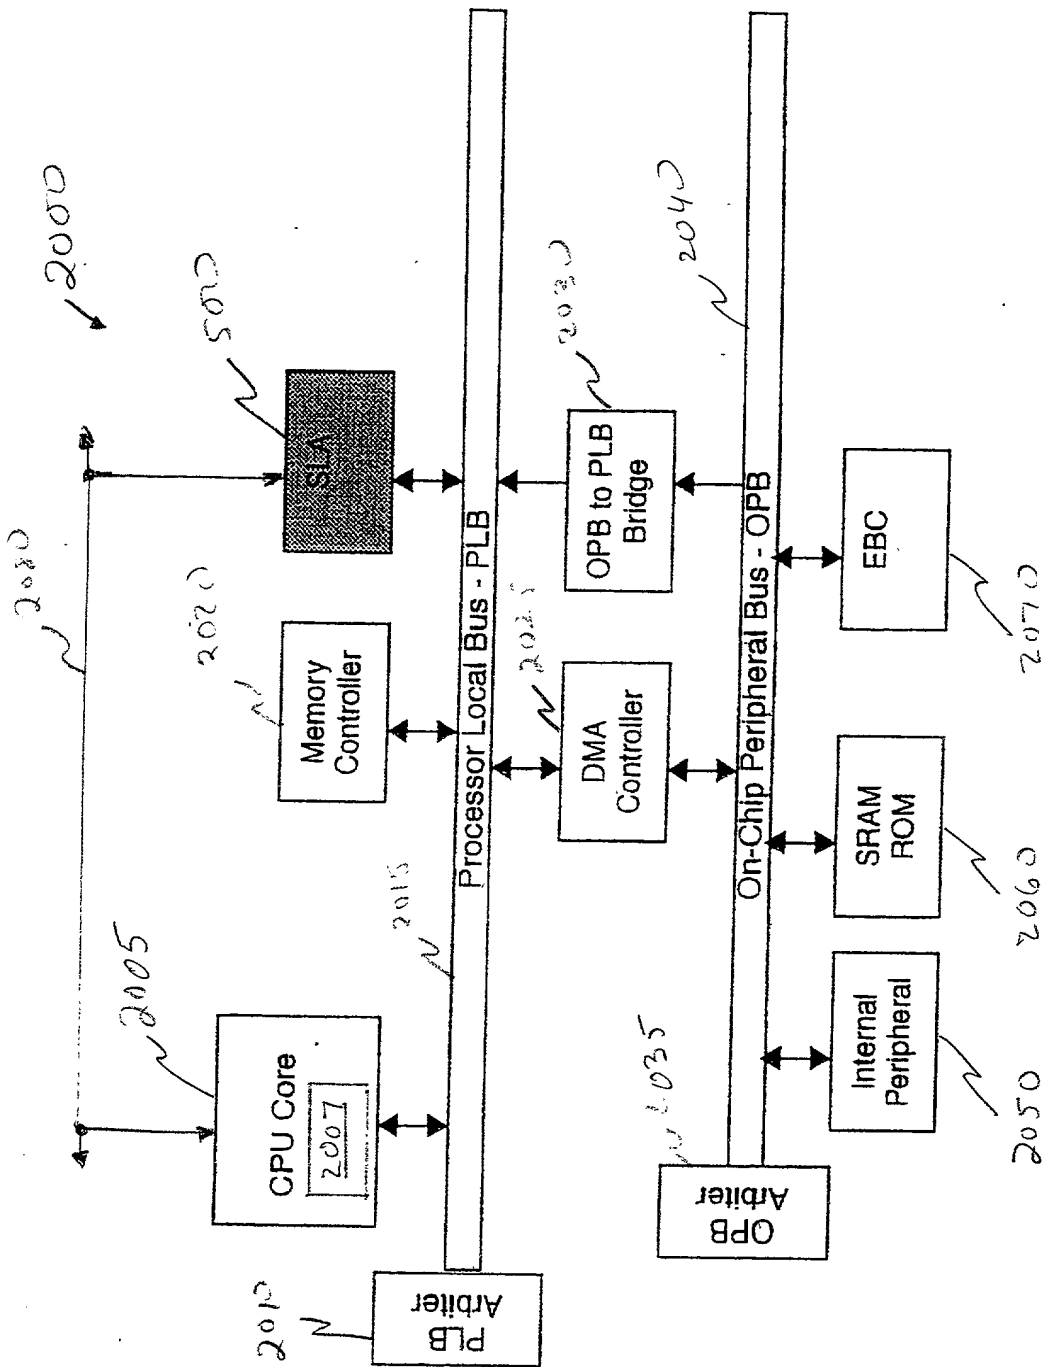 2000
2080
2005
CPU Core
2007
2020
Memory
Controller
500
SLA
2010
PLB
Arbiter
2015
Processor Local Bus - PLB
2025
DMA
Controller
2030
OPB to PLB
Bridge
2035
OPB
Arbiter
On-Chip Peripheral Bus - OPB
2040
Internal
Peripheral
2050
SRAM
ROM
2060
EBC
2070